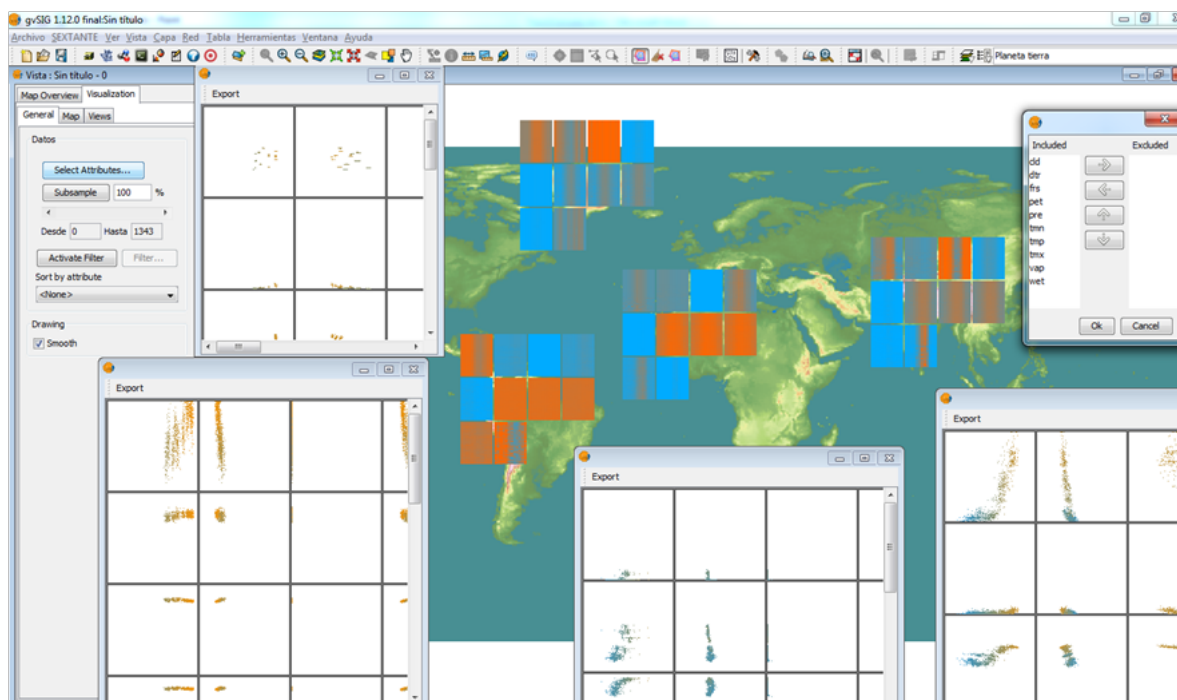 gvSIG 1.12.0 final:Sin título
Archivo SEXTANTE Ver Vista Capa Red Tabla Herramientas Ventana Ayuda
Planeta tierra
Vista : Sin título - 0
Map Overview Visualization
General Map Views
Datos
Select Attributes...
Subsample 100 %
Desde 0 Hasta 1343
Activate Filter Filter...
Sort by attribute
<None>
Drawing
Smooth
Export
Included Excluded
cld
dtr
frs
pet
pre
tmn
tmp
tmx
vap
wet
Ok Cancel
Export
Export
Export